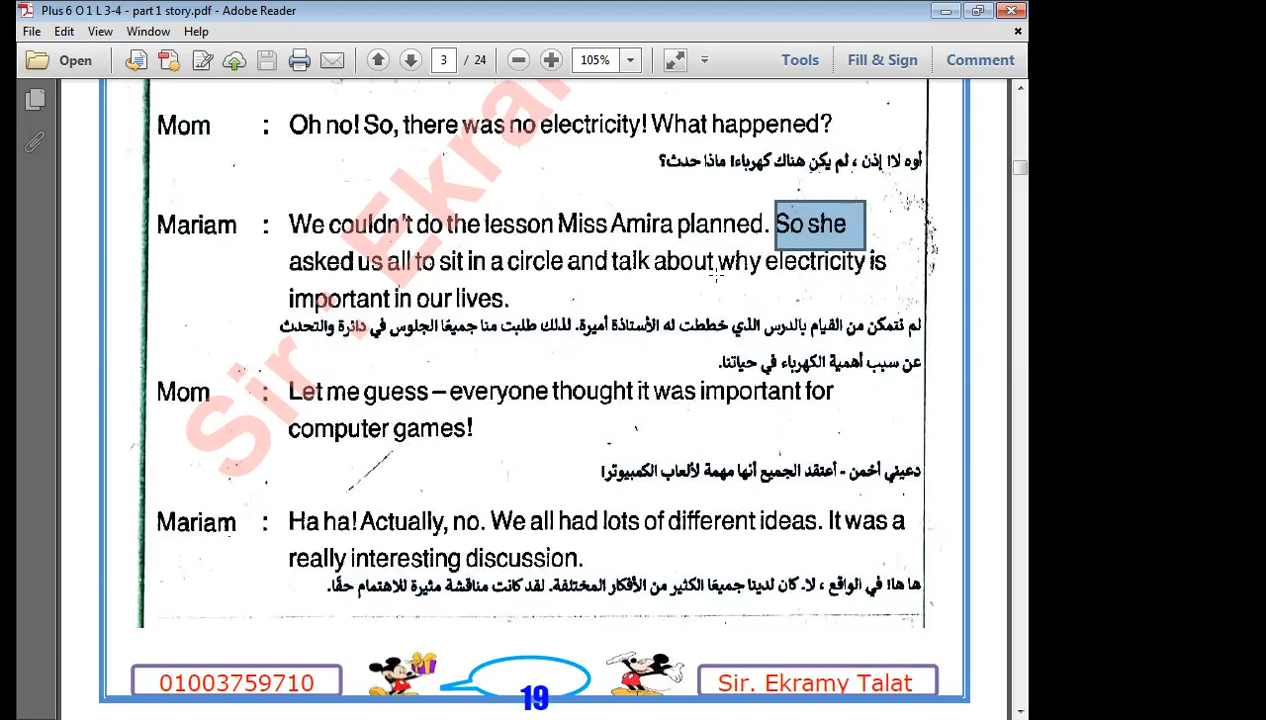 Plus 6 O 1 L 3-4 - part 1 story.pdf - Adobe Reader
File Edit View Window Help
Open 3 / 24 105% Tools Fill & Sign Comment
Mom : Oh no! So, there was no electricity! What happened?
أوه لا! إذن ، لم يكن هناك كهرباء! ماذا حدث؟
Mariam : We couldn't do the lesson Miss Amira planned. So she
asked us all to sit in a circle and talk about why electricity is
important in our lives.
لم نتمكن من القيام بالدرس الذي خططت له الأستاذة أميرة. لذلك طلبت منا جميعًا الجلوس في دائرة والتحدث
عن سبب أهمية الكهرباء في حياتنا.
Mom : Let me guess – everyone thought it was important for
computer games!
دعيني أخمن - أعتقد الجميع أنها مهمة لألعاب الكمبيوتر!
Mariam : Ha ha! Actually, no. We all had lots of different ideas. It was a
really interesting discussion.
ها ها! في الواقع ، لا. كان لدينا جميعًا الكثير من الأفكار المختلفة. لقد كانت مناقشة مثيرة للاهتمام حقًا.
Sir : Ekram
01003759710 19 Sir. Ekramy Talat